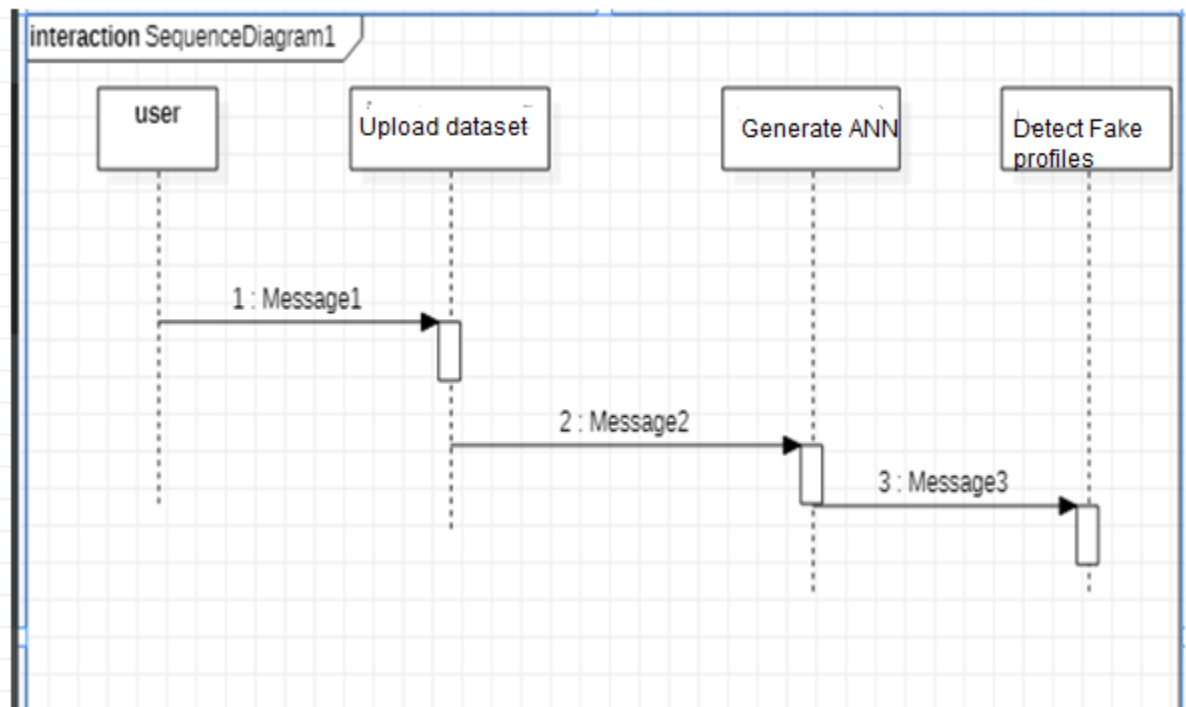 interaction SequenceDiagram1
user
Upload dataset
Generate ANN
Detect Fake
profiles
1 : Message1
2 : Message2
3 : Message3